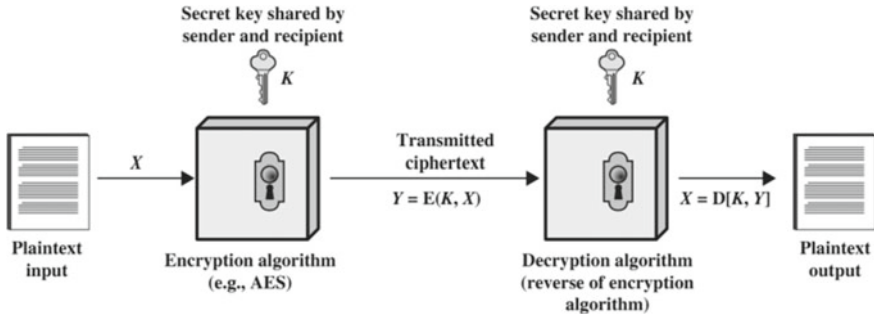 Secret key shared by
sender and recipient
K
Secret key shared by
sender and recipient
K
X
Transmitted
ciphertext
Y = E(K, X)
X = D[K, Y]
Plaintext
input
Encryption algorithm
(e.g., AES)
Decryption algorithm
(reverse of encryption
algorithm)
Plaintext
output